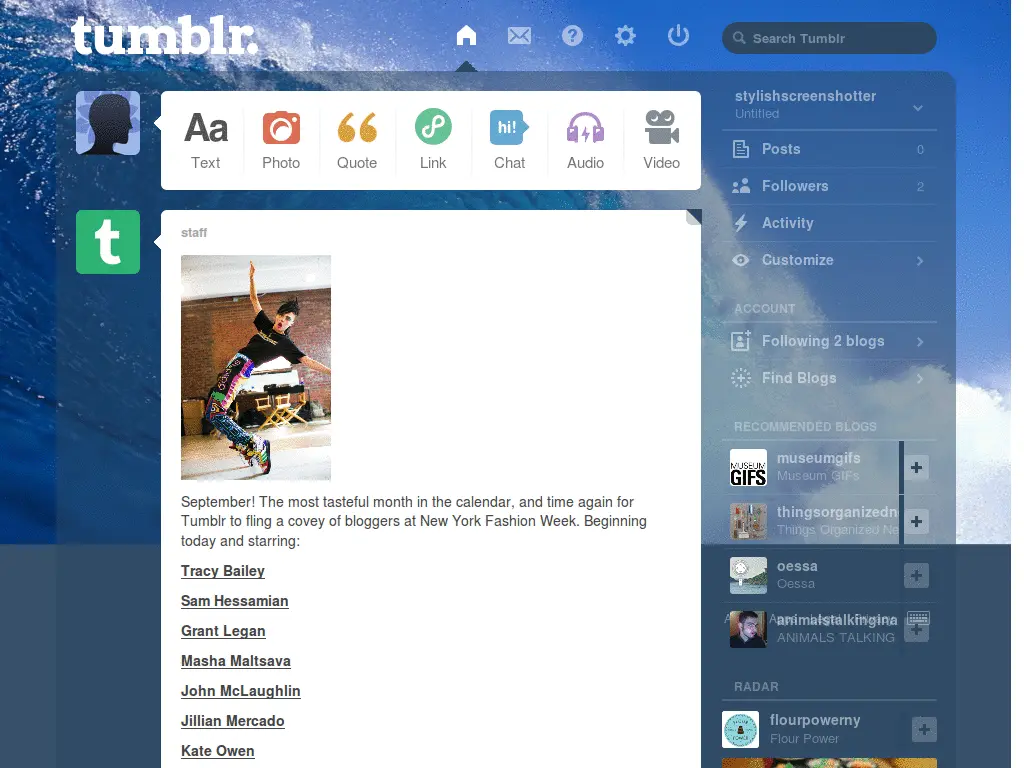 tumblr.
Search Tumblr
Aa
Text
Photo
Quote
Link
hi!
Chat
Audio
Video
t
staff
September! The most tasteful month in the calendar, and time again for
Tumblr to fling a covey of bloggers at New York Fashion Week. Beginning
today and starring:
Tracy Bailey
Sam Hessamian
Grant Legan
Masha Maltsava
John McLaughlin
Jillian Mercado
Kate Owen
stylishscreenshotter
Untitled
Posts 0
Followers 2
Activity
Customize
ACCOUNT
Following 2 blogs
Find Blogs
RECOMMENDED BLOGS
MUSEUM
GIFS
museumgifs
Museum GIFs
thingsorganizedn
Things Organized Ne
oessa
Oessa
animalstalkingina
ANIMALS TALKING
RADAR
flourpowerny
Flour Power